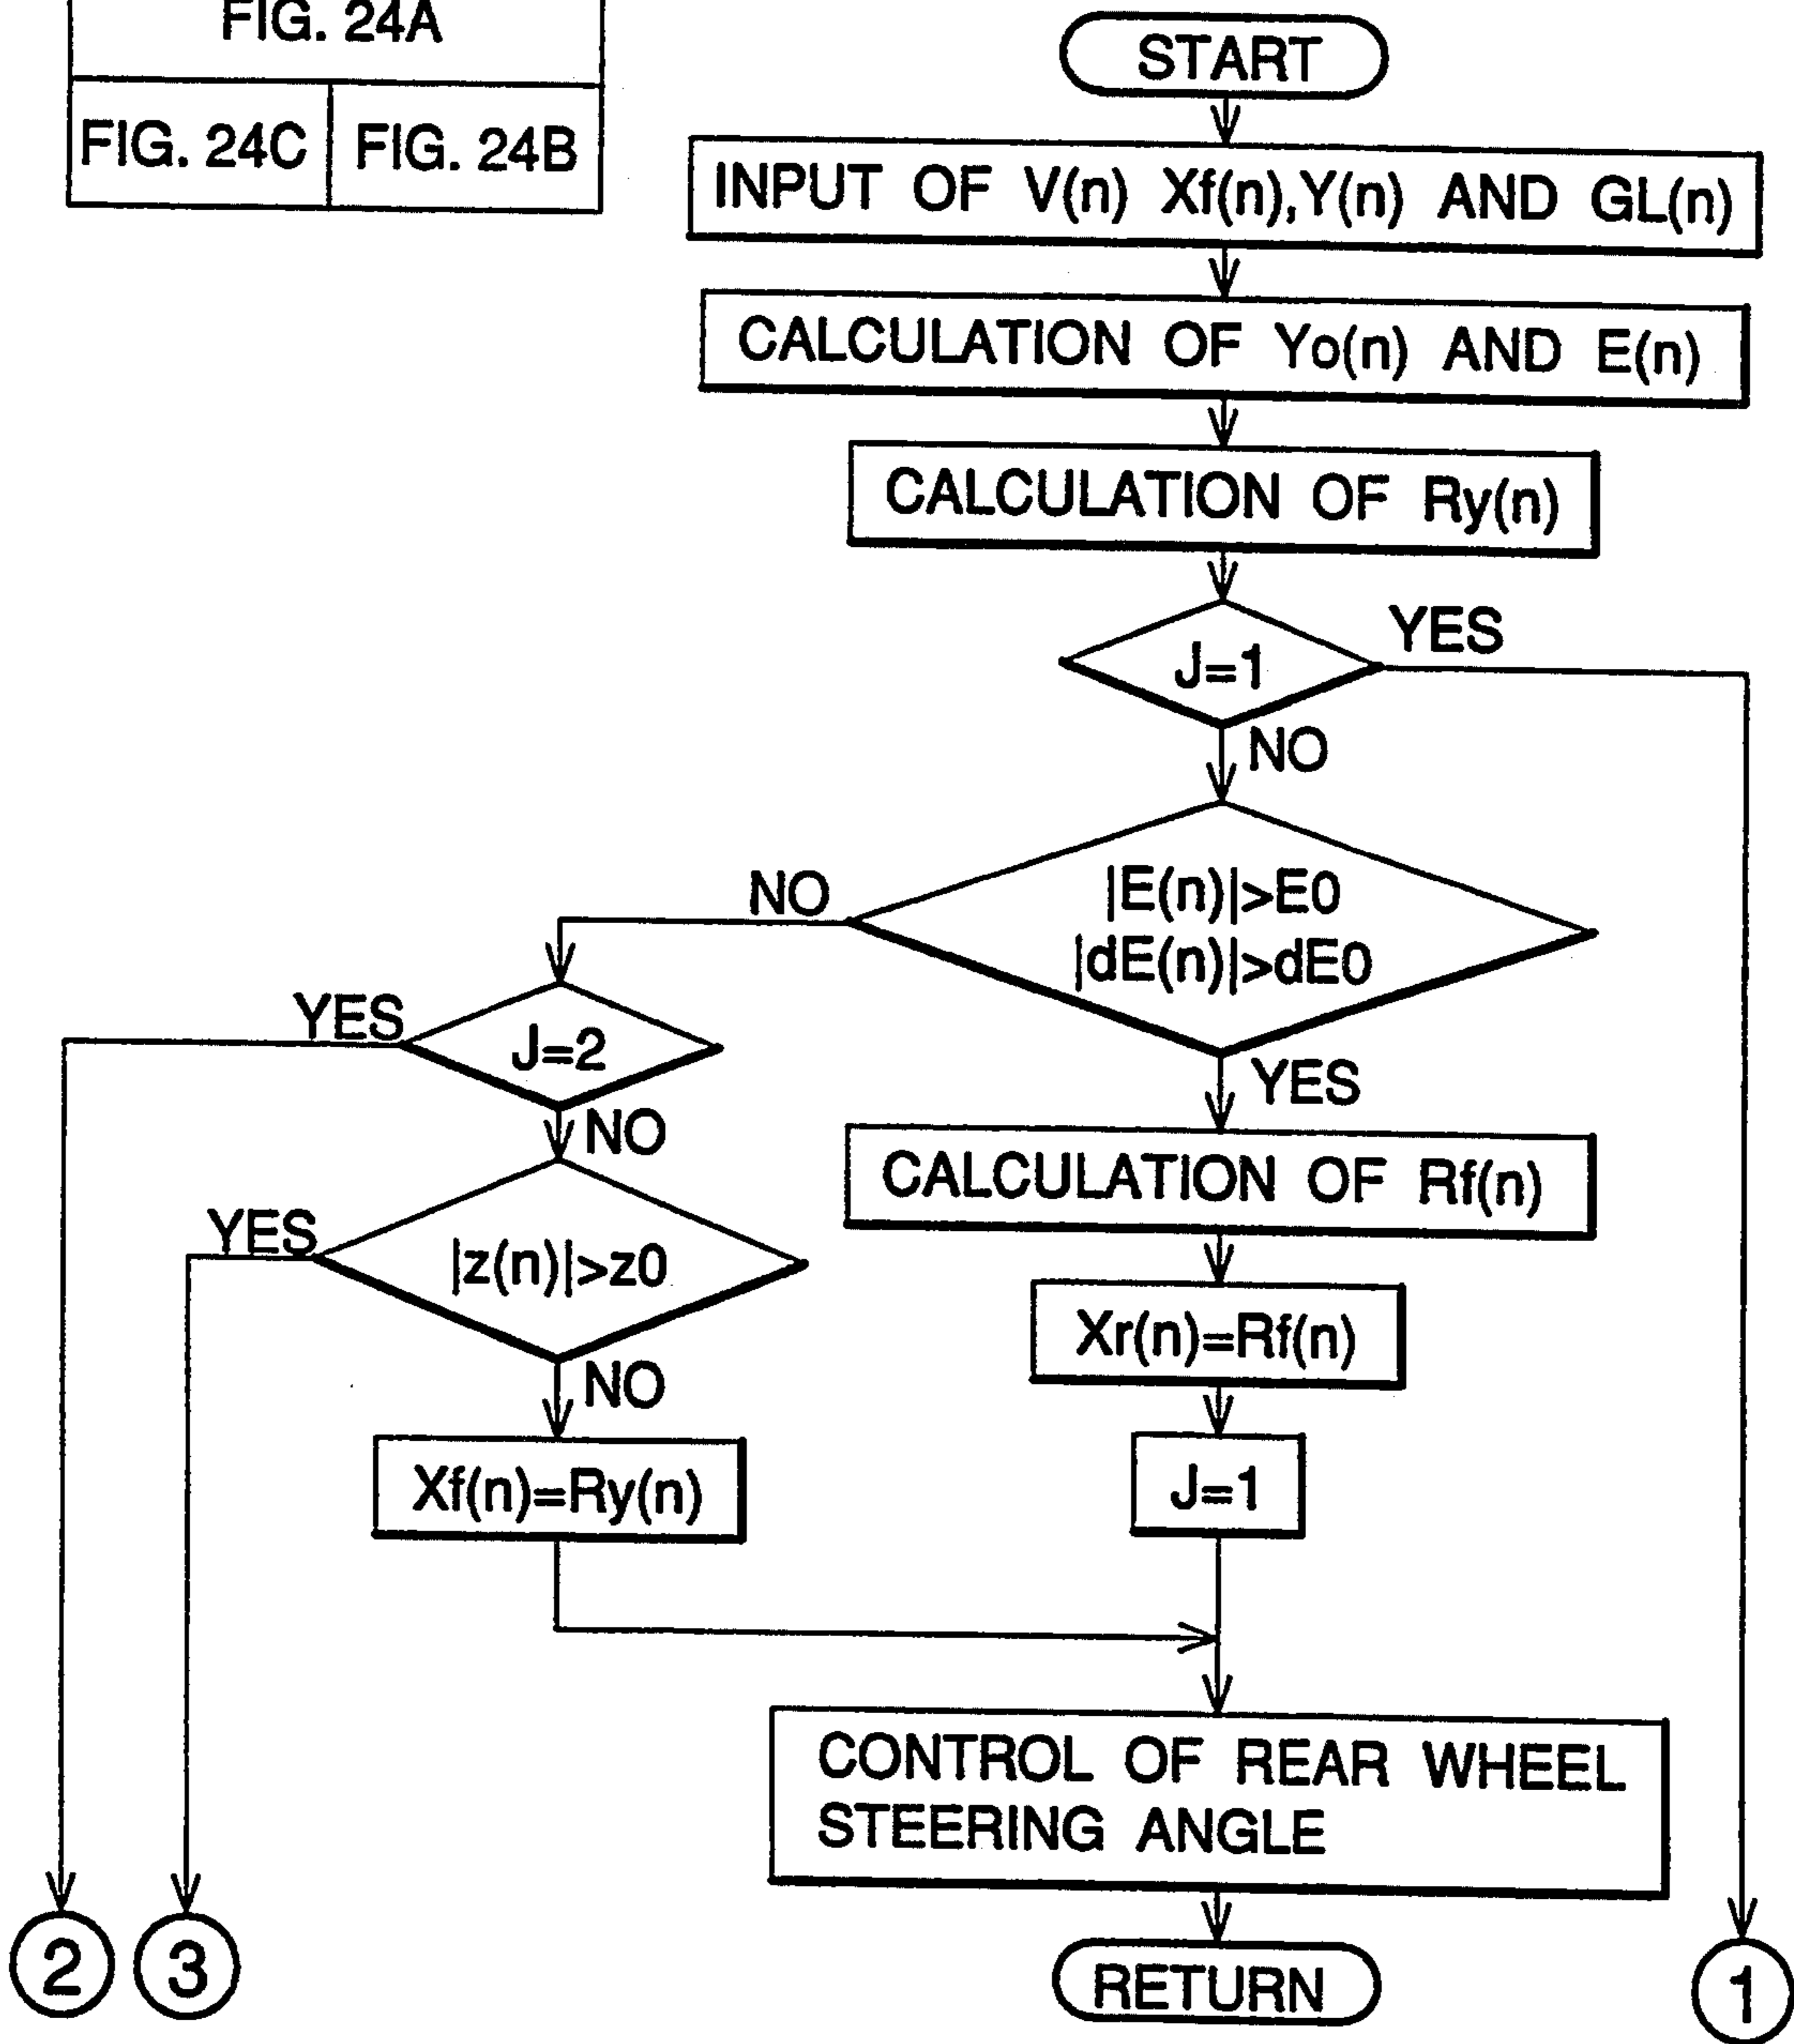 FIG. 24A
FIG. 24C FIG. 24B
START
INPUT OF V(n) Xf(n),Y(n) AND GL(n)
CALCULATION OF Yo(n) AND E(n)
CALCULATION OF Ry(n)
J=1
YES
NO
|E(n)|>E0
|dE(n)|>dE0
NO
YES
J=2
YES
NO
|z(n)|>z0
YES
NO
Xf(n)=Ry(n)
CALCULATION OF Rf(n)
Xr(n)=Rf(n)
J=1
CONTROL OF REAR WHEEL
STEERING ANGLE
RETURN
2
3
1